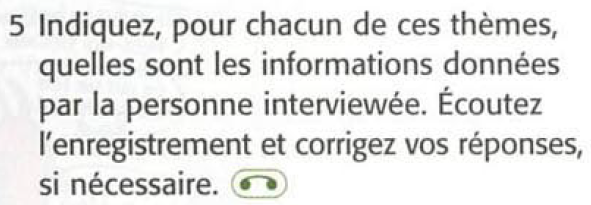 5 Indiquez, pour chacun de ces thèmes,
quelles sont les informations données
par la personne interviewée. Écoutez
l'enregistrement et corrigez vos réponses,
si nécessaire.